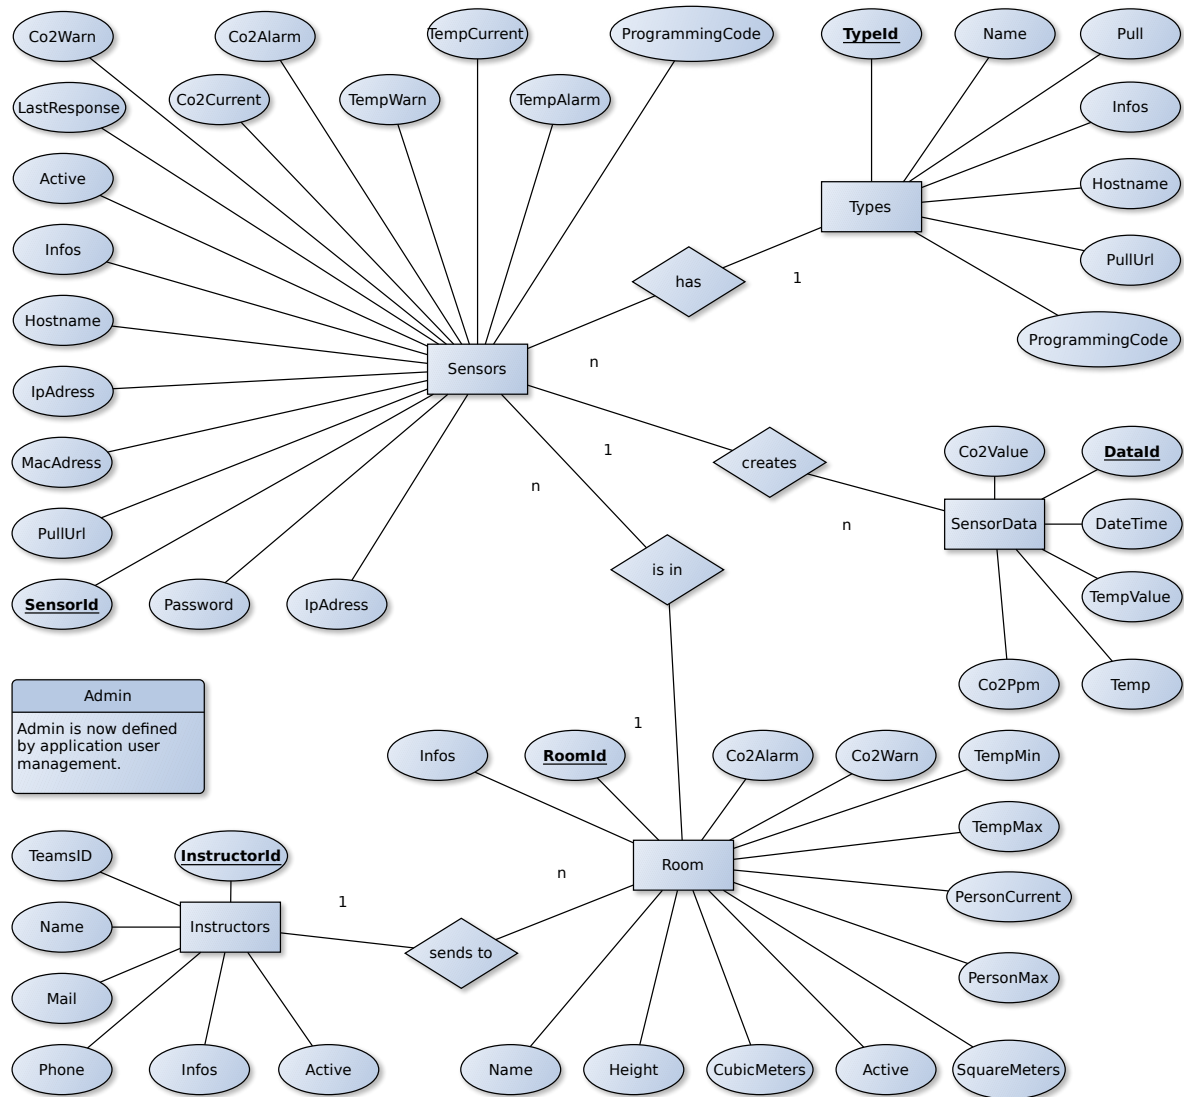 Co2Warn
Co2Alarm
TempCurrent
ProgrammingCode
TypeId
Name
Pull
LastResponse
Co2Current
TempWarn
TempAlarm
Infos
Active
Hostname
Types
Infos
PullUrl
has
1
Hostname
ProgrammingCode
n
Sensors
IpAdress
MacAdress
1
creates
Co2Value
DataId
n
n
SensorData
DateTime
PullUrl
is in
TempValue
SensorId
Password
IpAdress
Co2Ppm
Temp
Admin
Admin is now defined
by application user
management.
1
Infos
RoomId
Co2Alarm
Co2Warn
TempMin
TempMax
TeamsID
InstructorId
Room
n
1
PersonCurrent
Name
Instructors
sends to
PersonMax
Mail
Phone
Infos
Active
Name
Height
CubicMeters
Active
SquareMeters